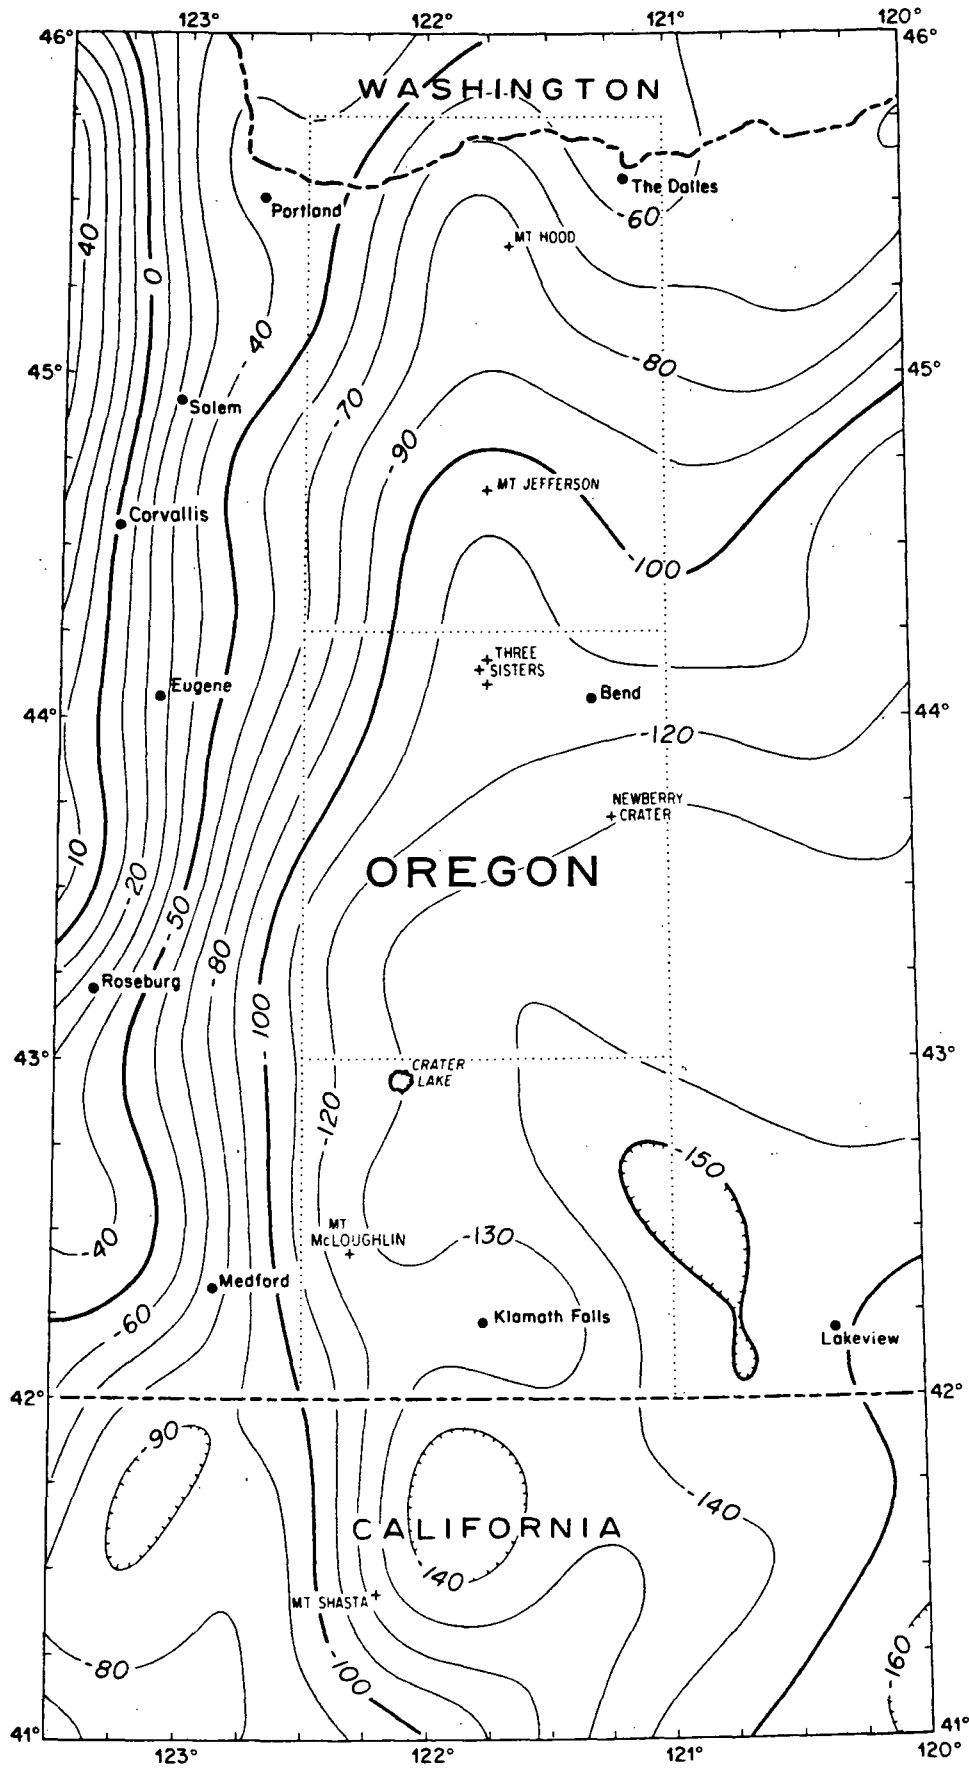 123° 122° 121° 120°
46° 46°
WASHINGTON
The Dalles
Portland
-60
MT HOOD
40
0
-40
-80
45° 45°
-70
Salem
-90
MT JEFFERSON
Corvallis
-100
THREE
SISTERS
Eugene
Bend
44° 44°
-120
NEWBERRY
CRATER
10
OREGON
-20
-50
-80
Roseburg
-100
43° 43°
CRATER
LAKE
-120
-150
MT
McLOUGHLIN
-130
-40
Medford
-60
Klamath Falls
Lakeview
42° 42°
-90
-140
CALIFORNIA
-140
MT SHASTA
-160
-80
-100
41° 41°
123° 122° 121° 120°